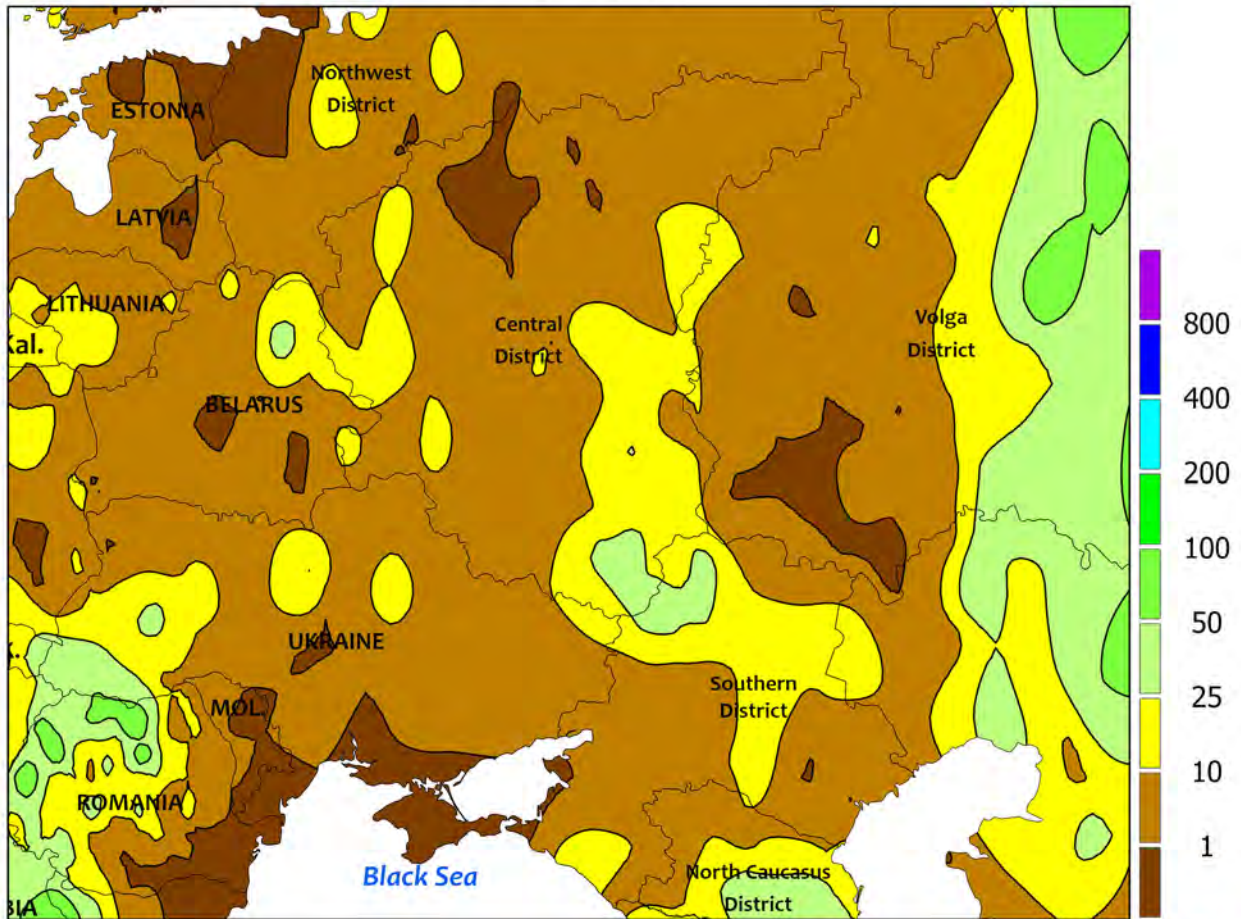 Northwest
District
ESTONIA
LATVIA
LITHUANIA
Kal.
Central
District
Volga
District
BELARUS
UKRAINE
Southern
District
MOL.
ROMANIA
Black Sea
North Caucasus
District
800
400
200
100
50
25
10
1